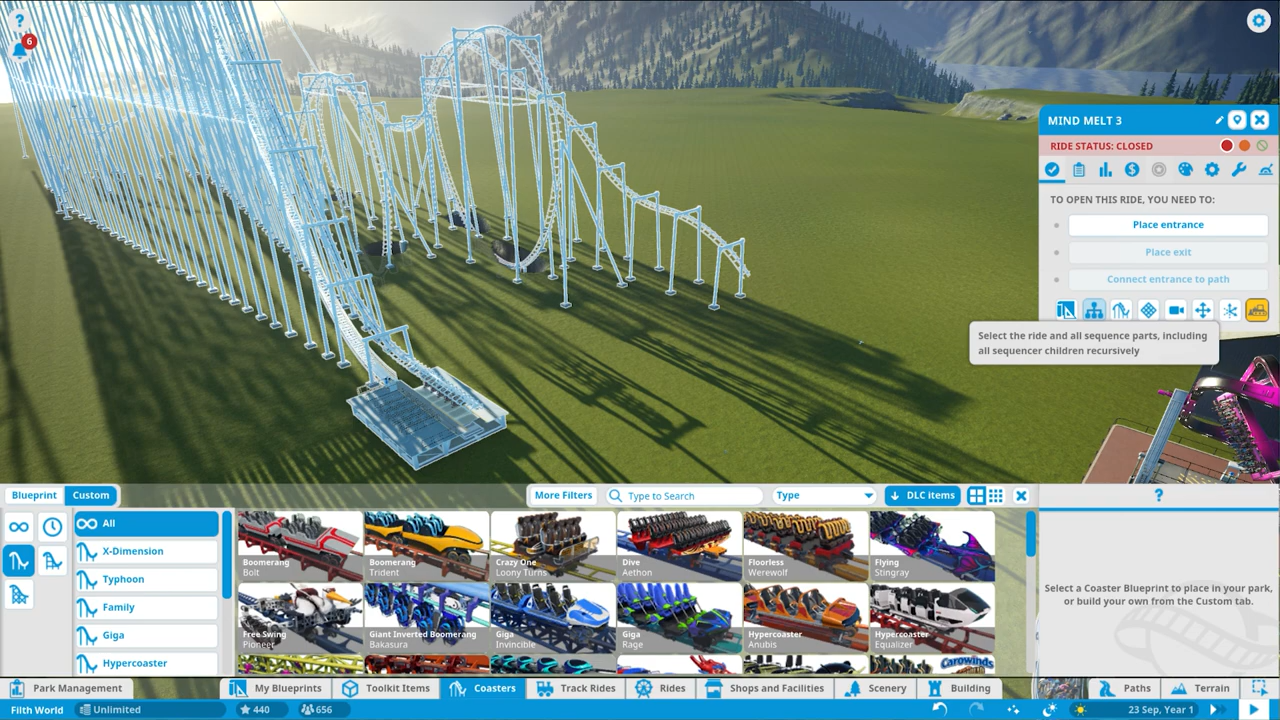 ?
6
MIND MELT 3
RIDE STATUS: CLOSED
TO OPEN THIS RIDE, YOU NEED TO:
Place entrance
Place exit
Connect entrance to path
Select the ride and all sequence parts, including
all sequencer children recursively
Blueprint
Custom
More Filters
Type to Search
Type
DLC items
?
All
X-Dimension
Typhoon
Family
Giga
Hypercoaster
Boomerang
Bolt
Boomerang
Trident
Crazy One
Loony Turns
Dive
Aethon
Floorless
Werewolf
Flying
Stingray
Free Swing
Pioneer
Giant Inverted Boomerang
Bakasura
Giga
Invincible
Giga
Rage
Hypercoaster
Anubis
Hypercoaster
Equalizer
Carowinds
Select a Coaster Blueprint to place in your park,
or build your own from the Custom tab.
Park Management
My Blueprints
Toolkit Items
Coasters
Track Rides
Rides
Shops and Facilities
Scenery
Building
Paths
Terrain
Filth World
Unlimited
440
656
23 Sep, Year 1